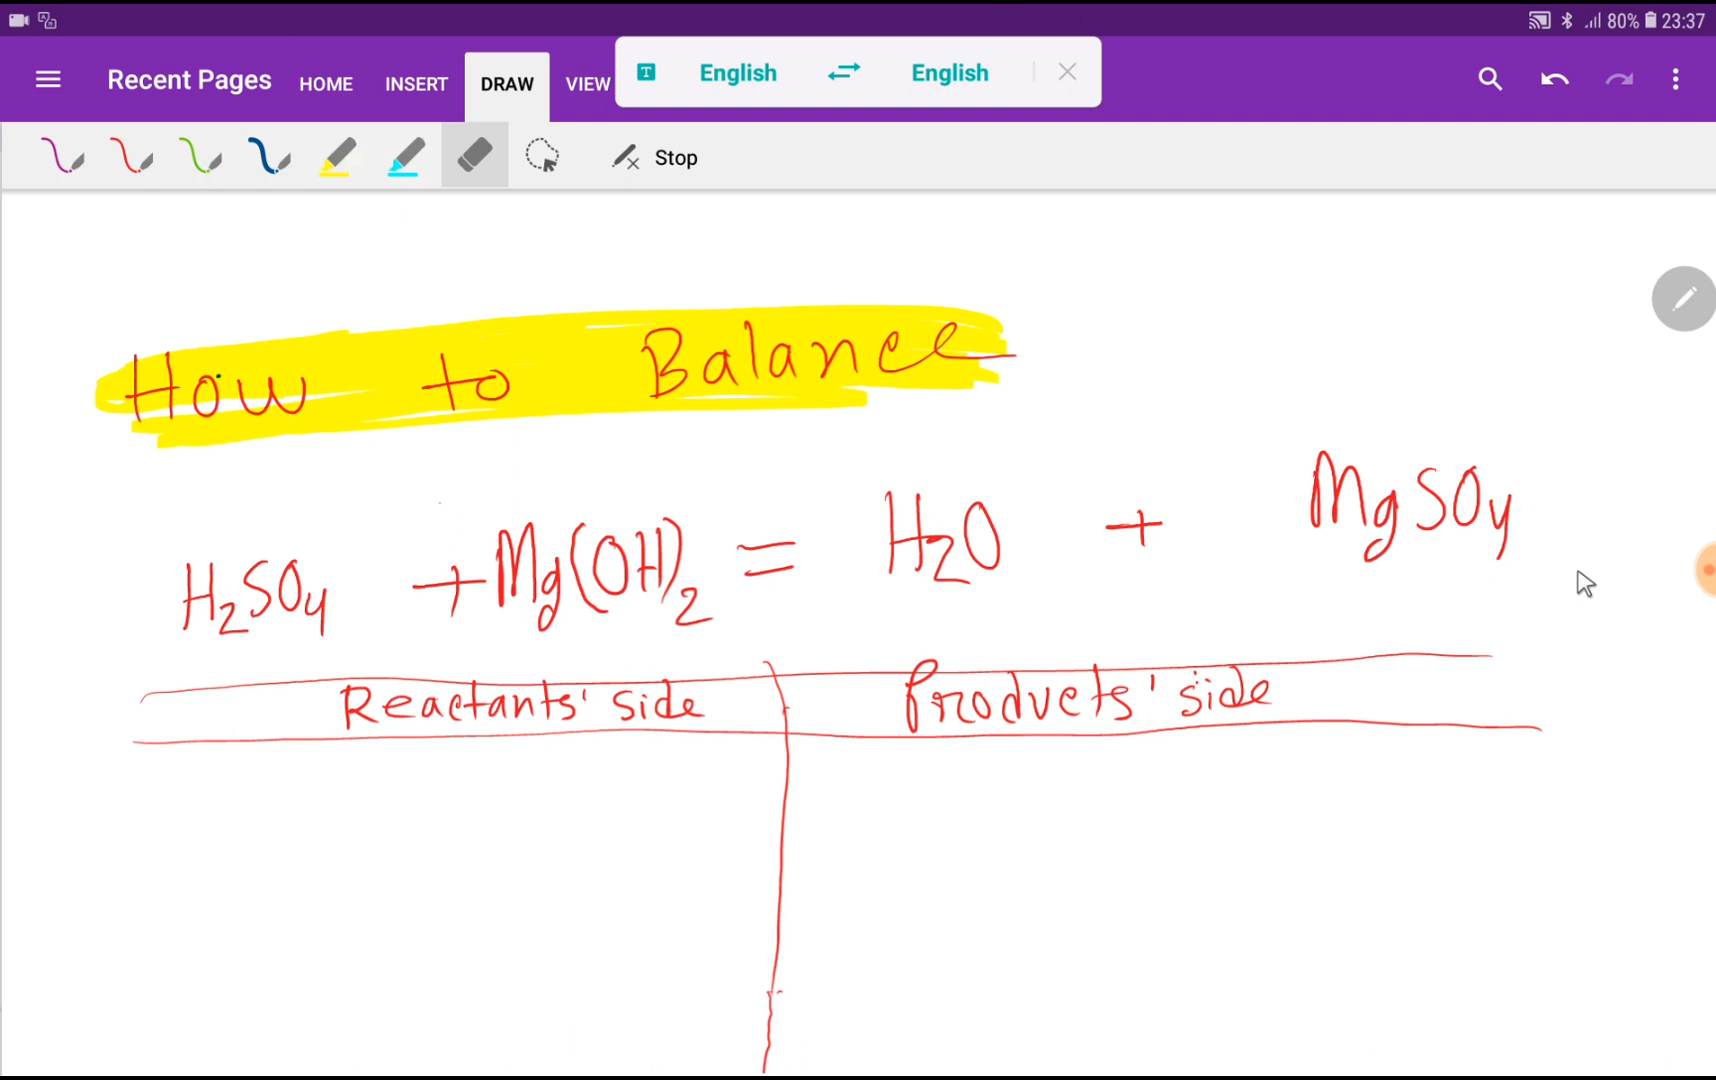 80% 23:37
Recent Pages HOME INSERT DRAW VIEW English English
Stop
How to Balance
H2SO4 + Mg(OH)2 = H2O + MgSO4
Reactants' side Products' side